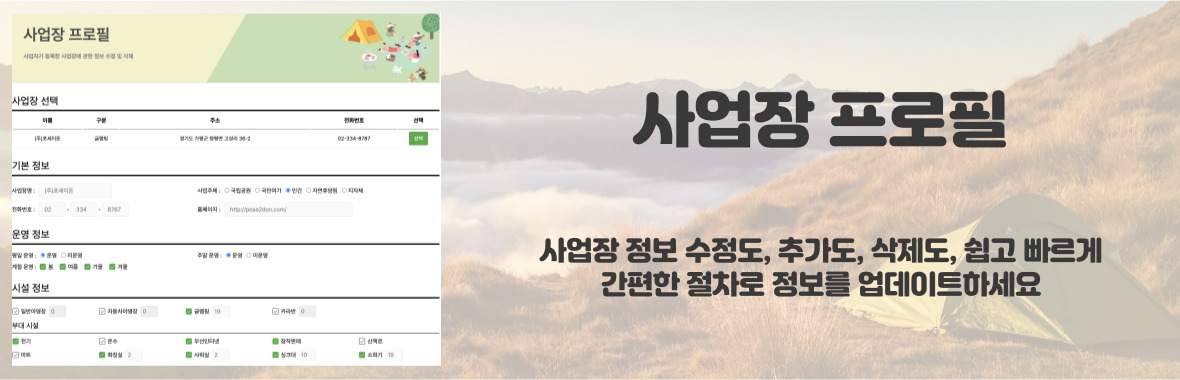 사업장 프로필
사업자가 등록한 사업장에 관한 정보 수정 및 삭제
사업장 선택
이름 구분 주소 전화번호 선택
(주)포세이돈 글램핑 경기도 가평군 청평면 고성리 36-2 02-334-8787 선택
기본 정보
사업장명 : (주)포세이돈 사업주체 : 국립공원 국민여가 민간 자연휴양림 지자체
전화번호 : 02 - 334 - 8787 홈페이지 : http://pose2don.com/
운영 정보
평일 운영 : 운영 미운영 주말 운영 : 운영 미운영
계절 운영 : 봄 여름 가을 겨울
시설 정보
일반야영장 0 자동차야영장 0 글램핑 19 카라반 0
부대 시설
전기 온수 무선인터넷 장작판매 산책로
마트 화장실 2 샤워실 2 싱크대 10 소화기 19
사업장 프로필
사업장 정보 수정도, 추가도, 삭제도, 쉽고 빠르게
간편한 절차로 정보를 업데이트하세요